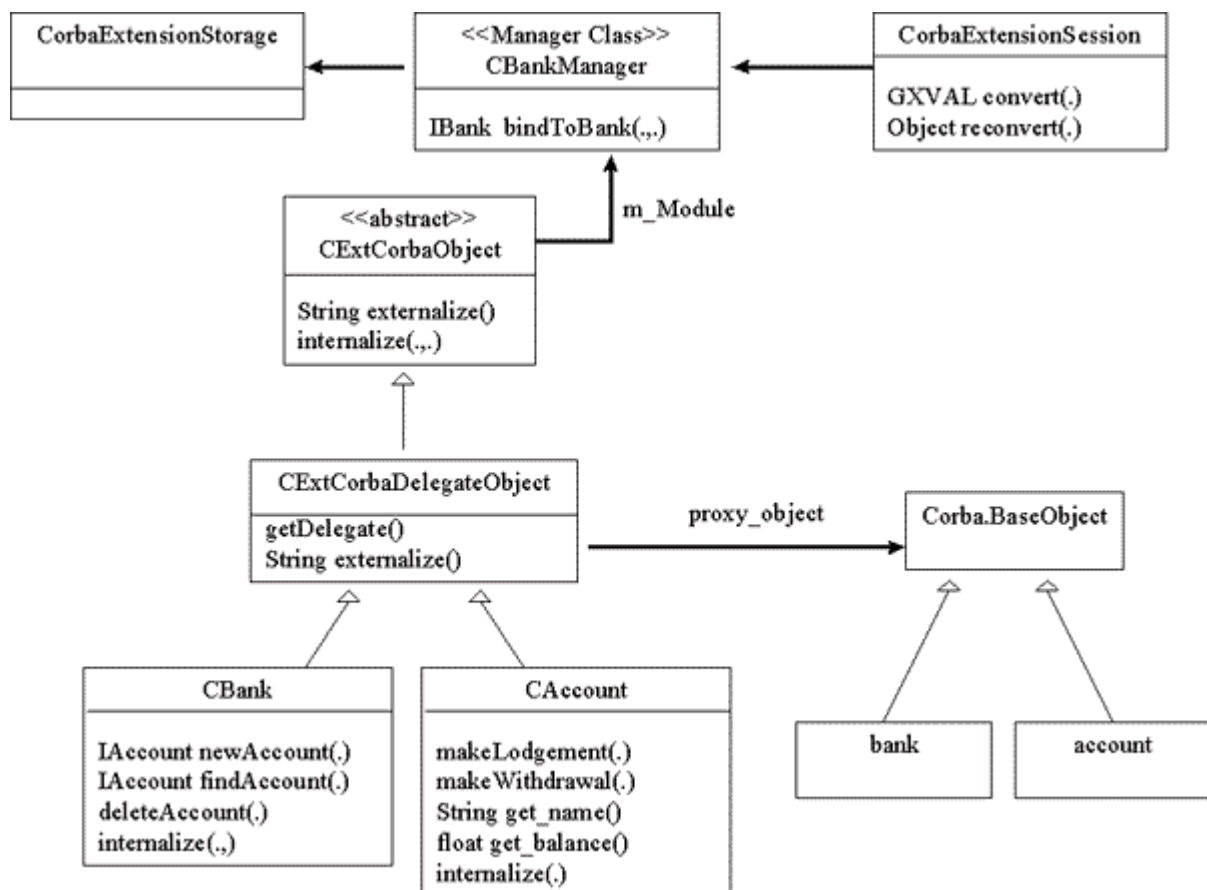 CorbaExtensionStorage
<<Manager Class>>
CBankManager
IBank bindToBank(.,.)
CorbaExtensionSession
GXVAL convert(.)
Object reconvert(.)
<<abstract>>
CExtCorbaObject
String externalize()
internalize(.,.)
m_Module
CExtCorbaDelegateObject
getDelegate()
String externalize()
proxy_object
Corba.BaseObject
CBank
IAccount newAccount(.)
IAccount findAccount(.)
deleteAccount(.)
internalize(.,)
CAccount
makeLodgement(.)
makeWithdrawal(.)
String get_name()
float get_balance()
internalize(.)
bank
account